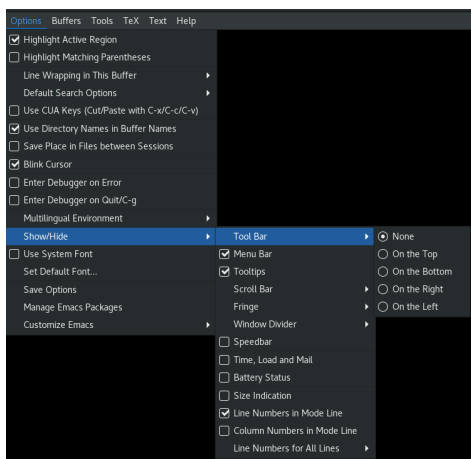 Options Buffers Tools TeX Text Help
Highlight Active Region
Highlight Matching Parentheses
Line Wrapping in This Buffer
Default Search Options
Use CUA Keys (Cut/Paste with C-x/C-c/C-v)
Use Directory Names in Buffer Names
Save Place in Files between Sessions
Blink Cursor
Enter Debugger on Error
Enter Debugger on Quit/C-g
Multilingual Environment
Show/Hide
Use System Font
Set Default Font...
Save Options
Manage Emacs Packages
Customize Emacs
Tool Bar
Menu Bar
Tooltips
Scroll Bar
Fringe
Window Divider
Speedbar
Time, Load and Mail
Battery Status
Size Indication
Line Numbers in Mode Line
Column Numbers in Mode Line
Line Numbers for All Lines
None
On the Top
On the Bottom
On the Right
On the Left